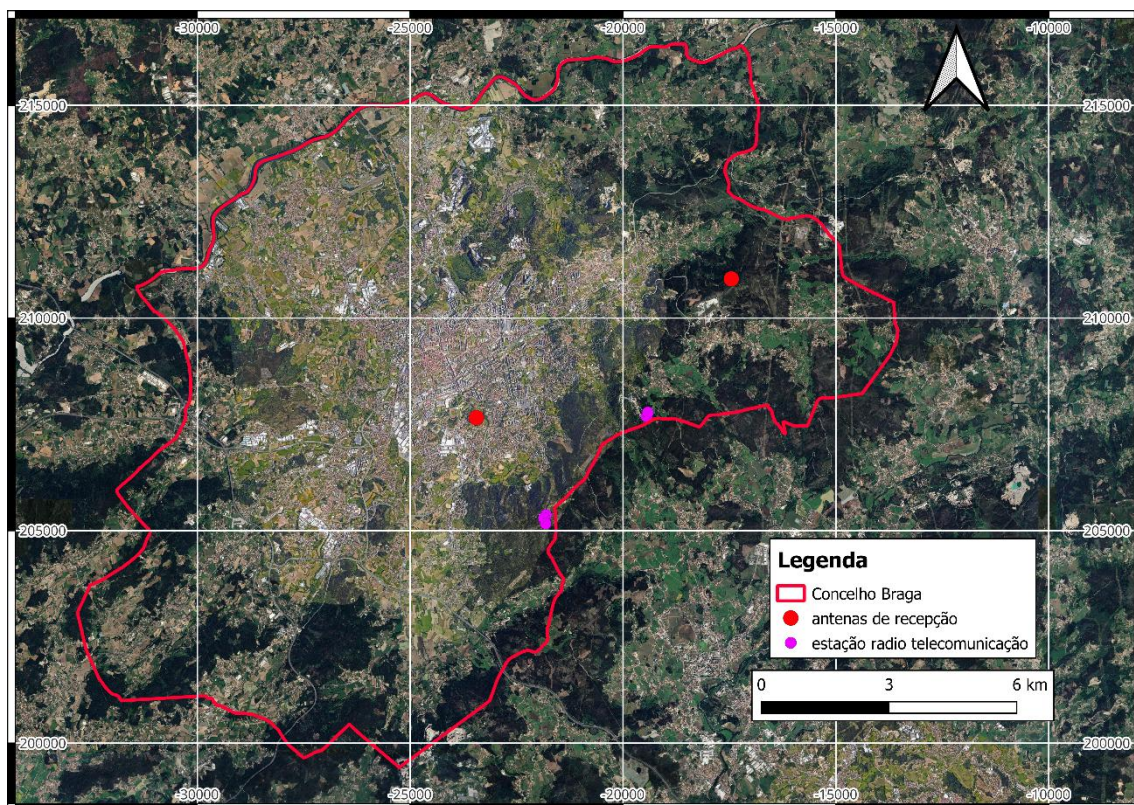 -30000 -25000 -20000 -15000 -10000
215000 215000
210000 210000
205000 205000
Legenda
Concelho Braga
antenas de recepção
estação radio telecomunicação
0 3 6 km
200000 200000
-30000 -25000 -20000 -15000 -10000